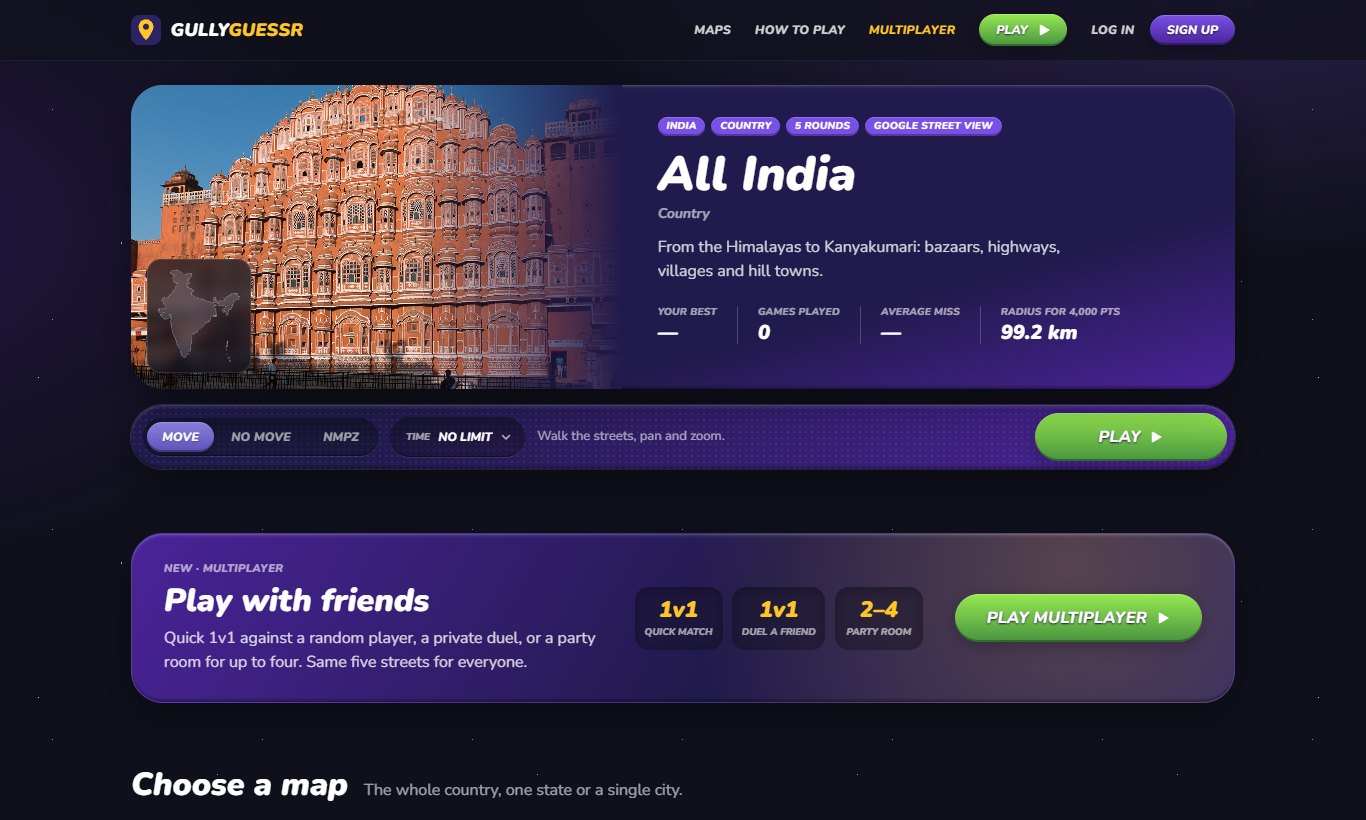 GULLYGUESSR
MAPS HOW TO PLAY MULTIPLAYER PLAY LOG IN SIGN UP
INDIA COUNTRY 5 ROUNDS GOOGLE STREET VIEW
All India
Country
From the Himalayas to Kanyakumari: bazaars, highways,
villages and hill towns.
YOUR BEST GAMES PLAYED AVERAGE MISS RADIUS FOR 4,000 PTS
— 0 — 99.2 km
MOVE NO MOVE NMPZ TIME NO LIMIT Walk the streets, pan and zoom. PLAY
NEW · MULTIPLAYER
Play with friends
Quick 1v1 against a random player, a private duel, or a party
room for up to four. Same five streets for everyone.
1v1 1v1 2–4
QUICK MATCH DUEL A FRIEND PARTY ROOM
PLAY MULTIPLAYER
Choose a map The whole country, one state or a single city.